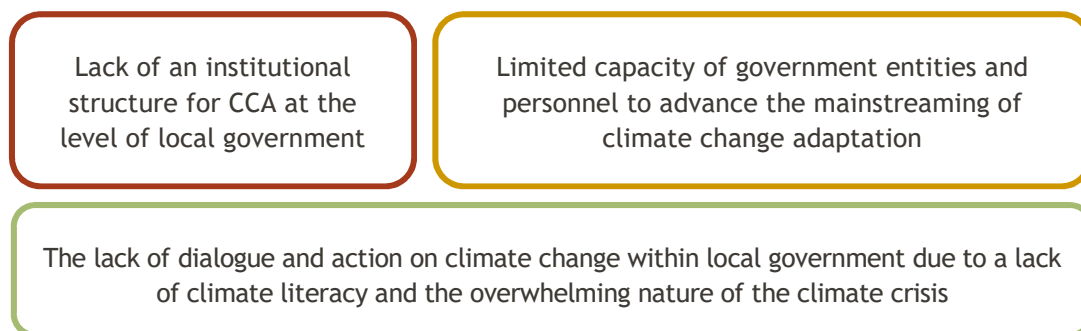 Lack of an institutional
structure for CCA at the
level of local government
Limited capacity of government entities and
personnel to advance the mainstreaming of
climate change adaptation
The lack of dialogue and action on climate change within local government due to a lack
of climate literacy and the overwhelming nature of the climate crisis